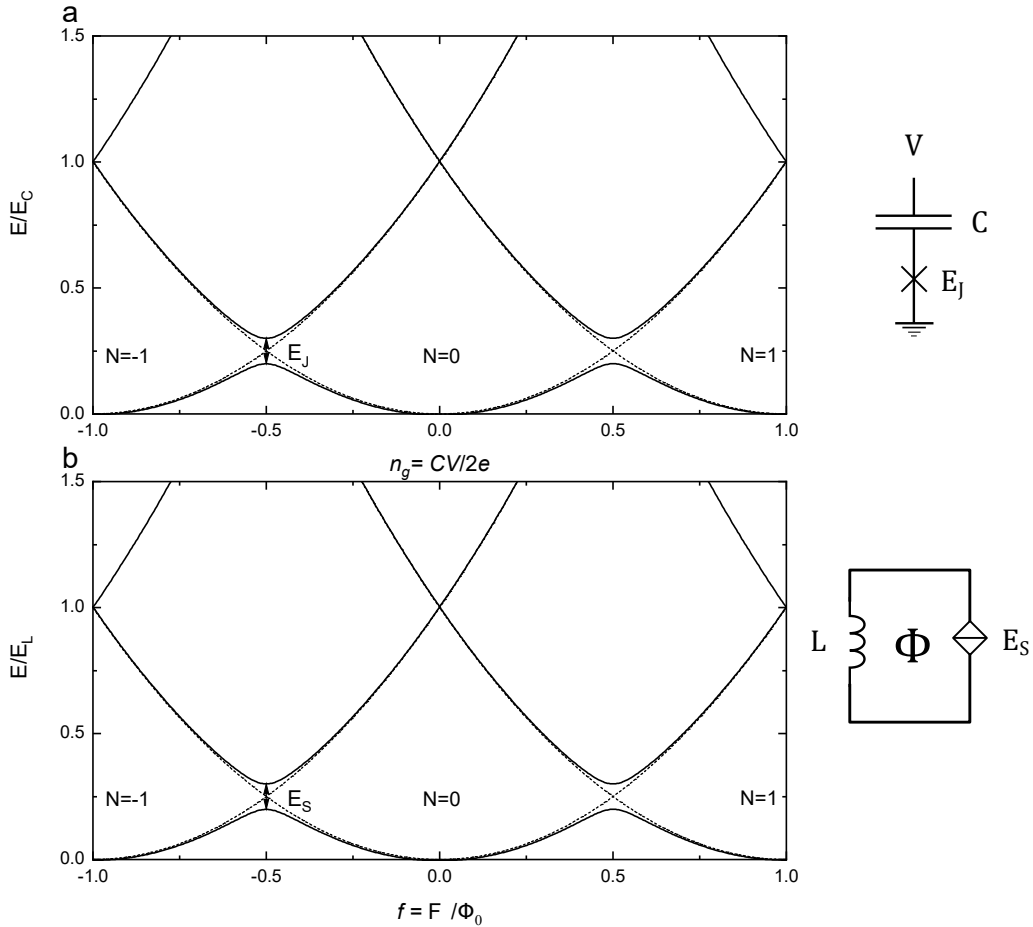 a
1.5
1.0
0.5
0.0
E/E_C
N=-1
E_J
N=0
N=1
-1.0
-0.5
0.0
0.5
1.0
n_g= CV/2e
V
C
E_J
b
1.5
1.0
0.5
0.0
E/E_L
N=-1
E_S
N=0
N=1
-1.0
-0.5
0.0
0.5
1.0
f = F /Φ_0
L
Φ
E_S